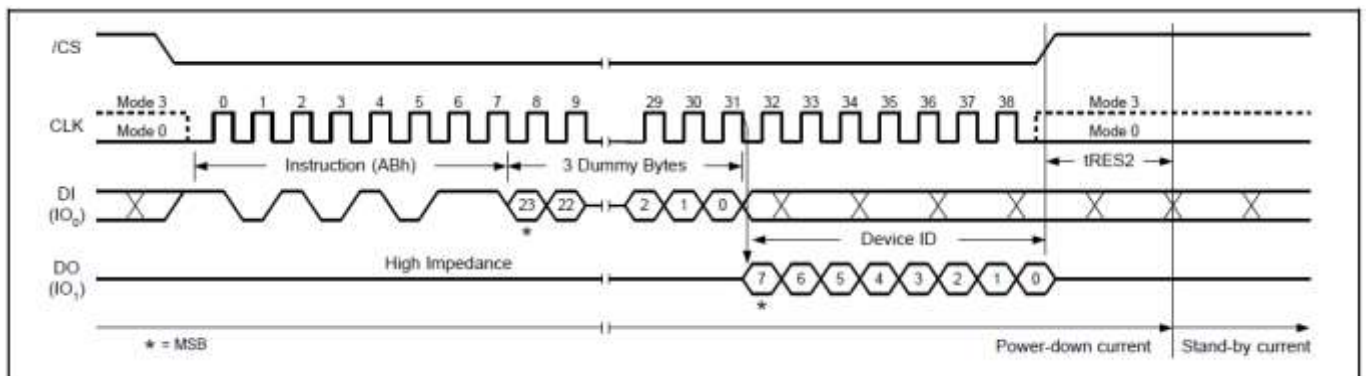 /CS
Mode 3 0 1 2 3 4 5 6 7 8 9 29 30 31 32 33 34 35 36 37 38 Mode 3
CLK Mode 0 Mode 0
Instruction (ABh) 3 Dummy Bytes tRES2
DI
(IO0) 23 22 2 1 0
* Device ID
DO High Impedance
(IO1) 7 6 5 4 3 2 1 0
*
* = MSB Power-down current Stand-by current